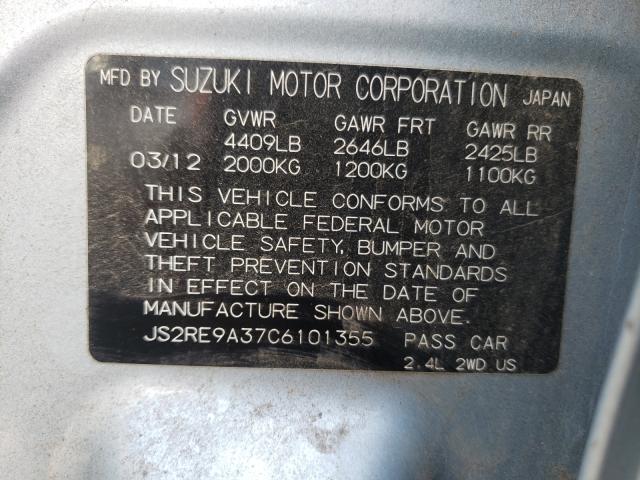 MFD BY SUZUKI MOTOR CORPORATION JAPAN
DATE GVWR GAWR FRT GAWR RR
4409LB 2646LB 2425LB
03/12 2000KG 1200KG 1100KG
THIS VEHICLE CONFORMS TO ALL
APPLICABLE FEDERAL MOTOR
VEHICLE SAFETY, BUMPER AND
THEFT PREVENTION STANDARDS
IN EFFECT ON THE DATE OF
MANUFACTURE SHOWN ABOVE.
JS2RE9A37C6101355 PASS CAR
2.4L 2WD US